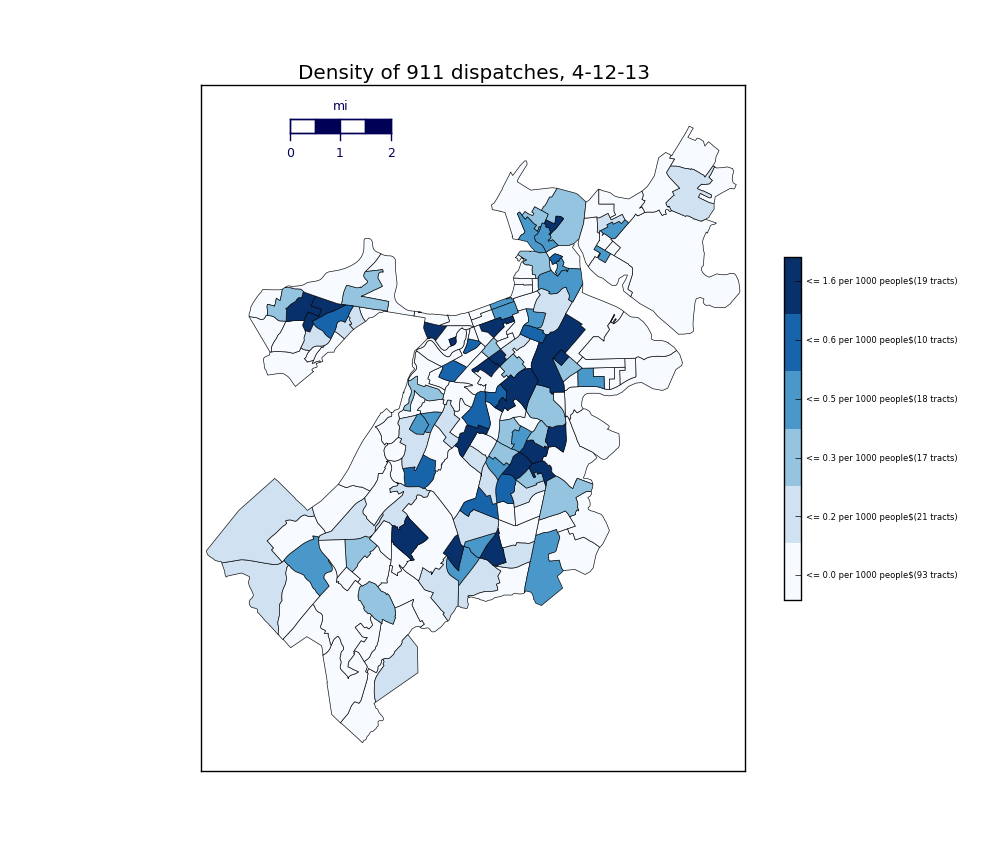 Density of 911 dispatches, 4-12-13
mi
0 1 2
<= 1.6 per 1000 people$(19 tracts)
<= 0.6 per 1000 people$(10 tracts)
<= 0.5 per 1000 people$(18 tracts)
<= 0.3 per 1000 people$(17 tracts)
<= 0.2 per 1000 people$(21 tracts)
<= 0.0 per 1000 people$(93 tracts)